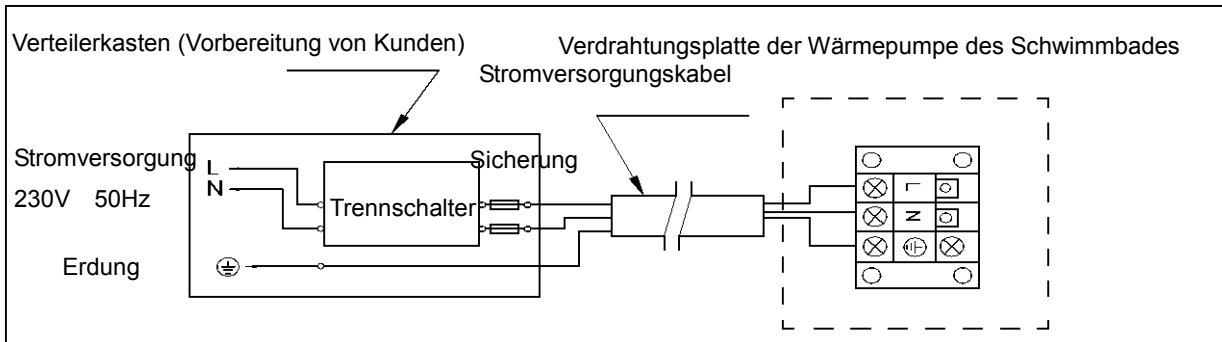 Verteilerkasten (Vorbereitung von Kunden)
Verdrahtungsplatte der Wärmepumpe des Schwimmbades
Stromversorgungskabel
Stromversorgung
230V 50Hz
L
N
Sicherung
Trennschalter
Erdung
L
N